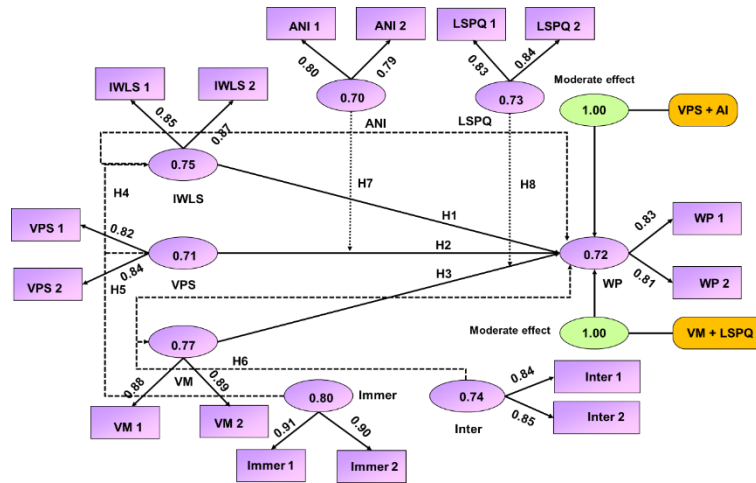 ANI 1
ANI 2
LSPQ 1
LSPQ 2
0.80
0.79
0.83
0.84
Moderate effect
IWLS 1
IWLS 2
0.70
0.73
1.00
VPS + AI
0.85
0.87
ANI
LSPQ
0.75
H4
IWLS
H7
H8
H1
VPS 1
0.82
0.71
H2
0.72
0.83
WP 1
VPS 2
0.84
H5
VPS
H3
WP
0.81
WP 2
0.77
Moderate effect
1.00
VM + LSPQ
VM
H6
0.88
0.89
0.80
Immer
0.74
0.84
Inter 1
VM 1
VM 2
0.91
0.90
Inter
0.85
Inter 2
Immer 1
Immer 2